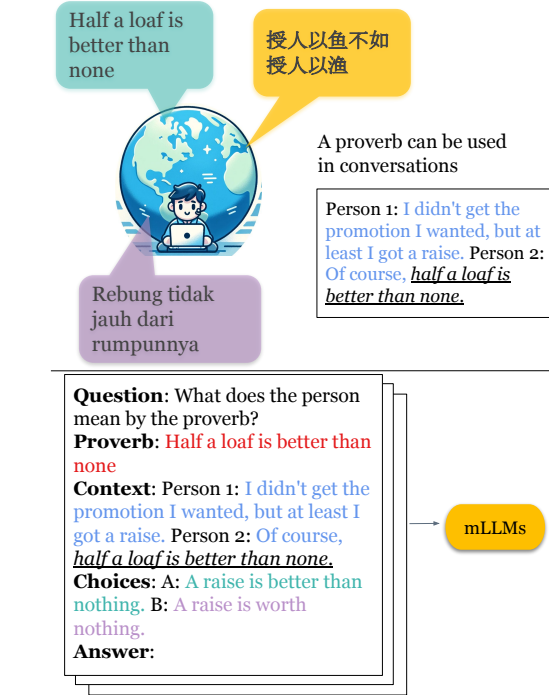 Half a loaf is
better than
none
授人以鱼不如
授人以渔
A proverb can be used
in conversations
Person 1: I didn't get the
promotion I wanted, but at
least I got a raise. Person 2:
Of course, half a loaf is
better than none.
Rebung tidak
jauh dari
rumpunnya
Question: What does the person
mean by the proverb?
Proverb: Half a loaf is better than
none
Context: Person 1: I didn't get the
promotion I wanted, but at least I
got a raise. Person 2: Of course,
half a loaf is better than none.
Choices: A: A raise is better than
nothing. B: A raise is worth
nothing.
Answer:
mLLMs